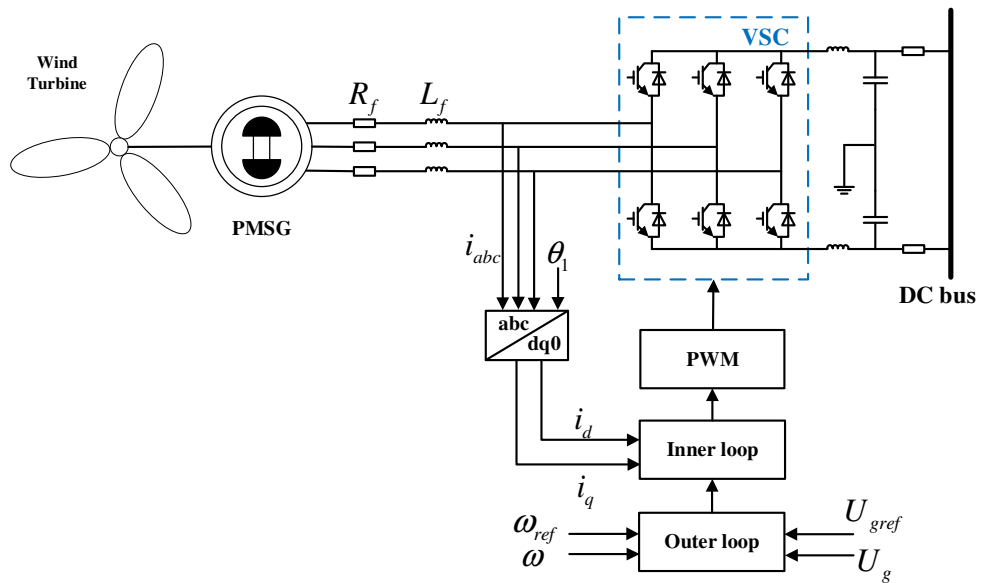 VSC
Wind
Turbine
R_f
L_f
PMSG
i_abc
θ_1
DC bus
abc
dq0
PWM
i_d
Inner loop
i_q
ω_ref
U_gref
Outer loop
ω
U_g